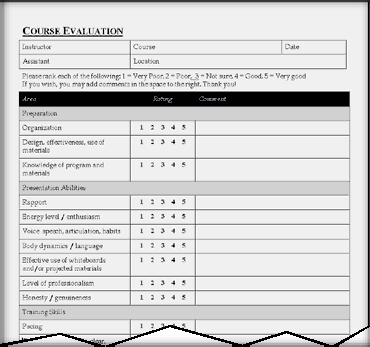 COURSE EVALUATION
Instructor Course Date
Assistant Location
Please rank each of the following: 1 = Very Poor, 2 = Poor, 3 = Not sure, 4 = Good, 5 = Very good
If you wish, you may add comments in the space to the right. Thank you!
Area Rating Comment
Preparation
Organization 1 2 3 4 5
Design, effectiveness, use of
materials 1 2 3 4 5
Knowledge of program and
materials 1 2 3 4 5
Presentation Abilities
Rapport 1 2 3 4 5
Energy level / enthusiasm 1 2 3 4 5
Voice: speech, articulation, habits 1 2 3 4 5
Body dynamics / language 1 2 3 4 5
Effective use of whiteboards
and/or projected materials 1 2 3 4 5
Level of professionalism 1 2 3 4 5
Honesty / genuineness 1 2 3 4 5
Training Skills
Pacing 1 2 3 4 5
clear,